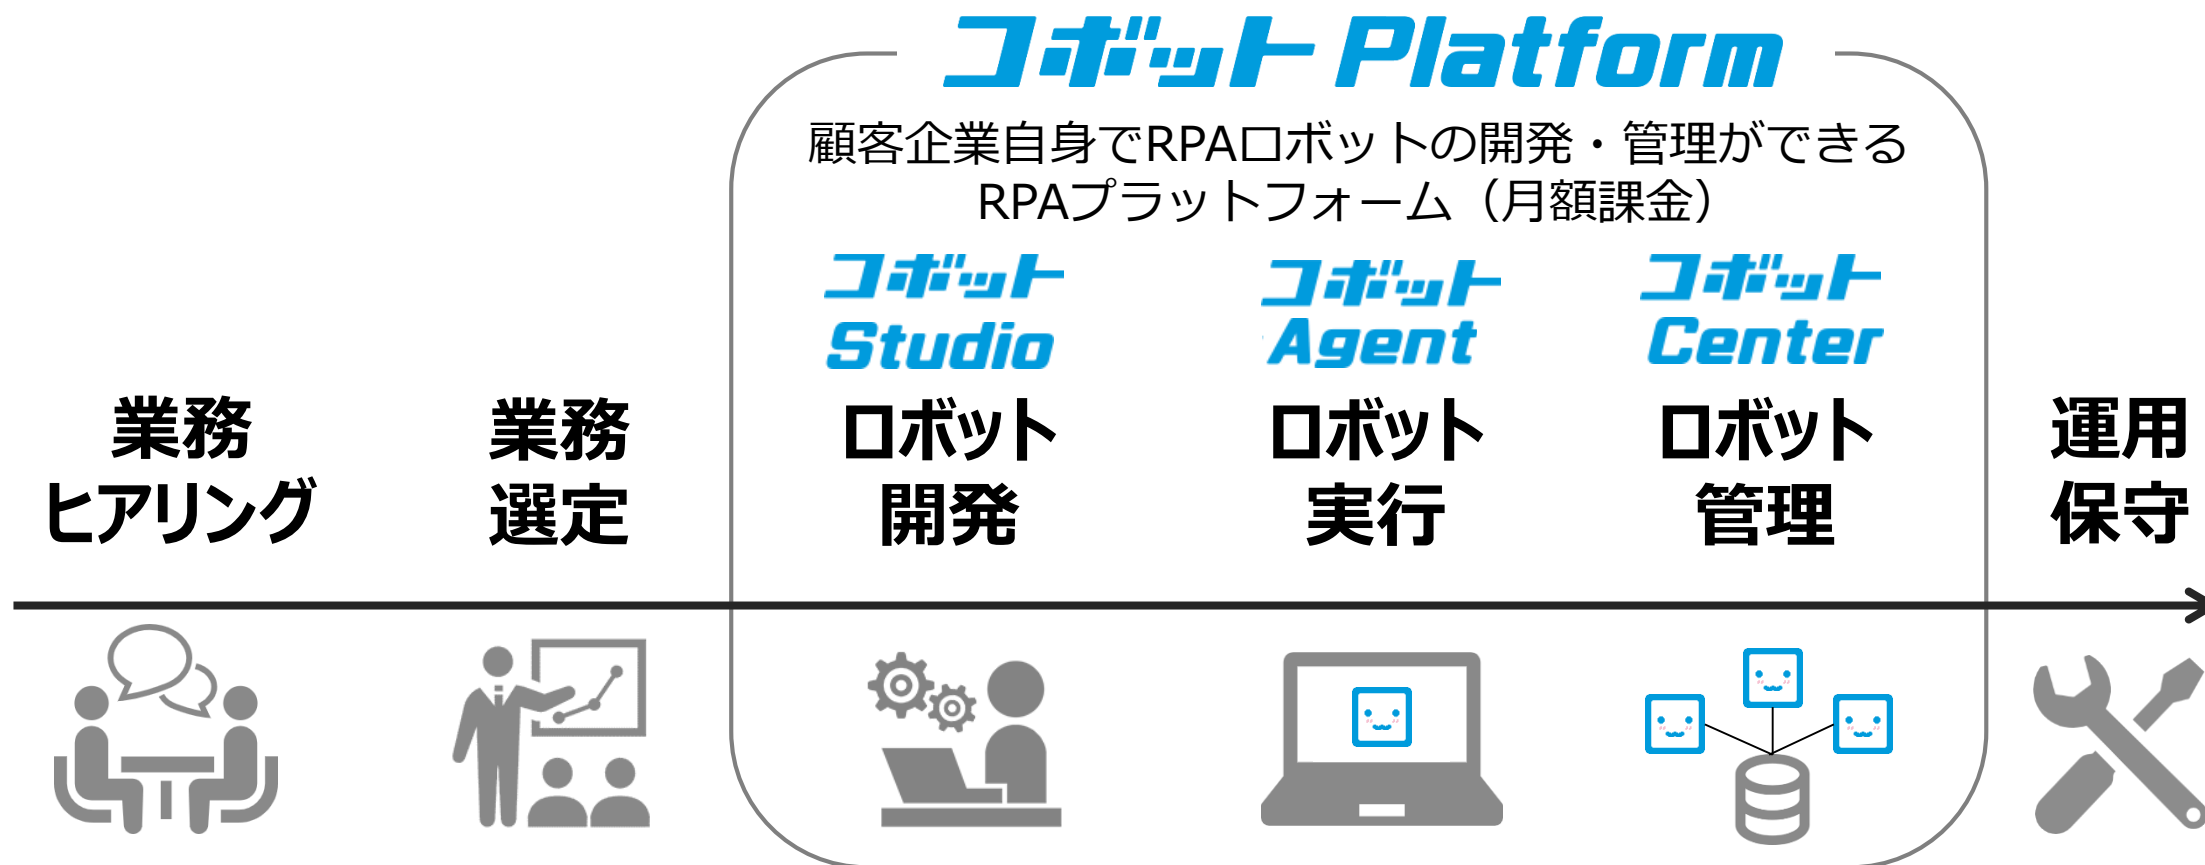 コボット Platform
顧客企業自身でRPAロボットの開発・管理ができる
RPAプラットフォーム（月額課金）
業務
ヒアリング
業務
選定
コボット
Studio
ロボット
開発
コボット
Agent
ロボット
実行
コボット
Center
ロボット
管理
運用
保守